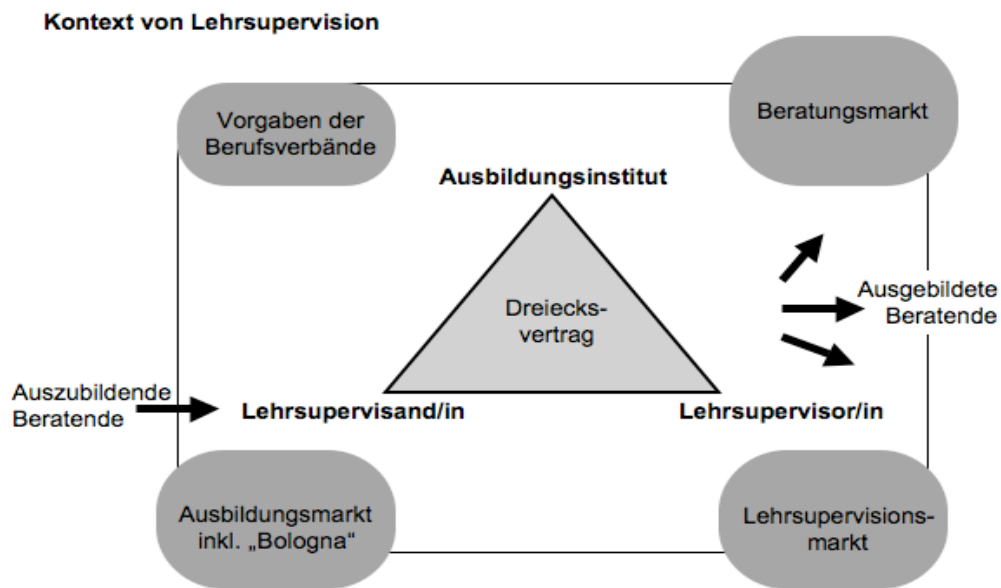 Kontext von Lehrsupervision
Vorgaben der
Berufsverbände
Beratungsmarkt
Ausbildungsinstitut
Dreiecks-
vertrag
Ausgebildete
Beratende
Auszubildende
Beratende
Lehrsupervisand/in
Lehrsupervisor/in
Ausbildungsmarkt
inkl. „Bologna“
Lehrsupervisions-
markt